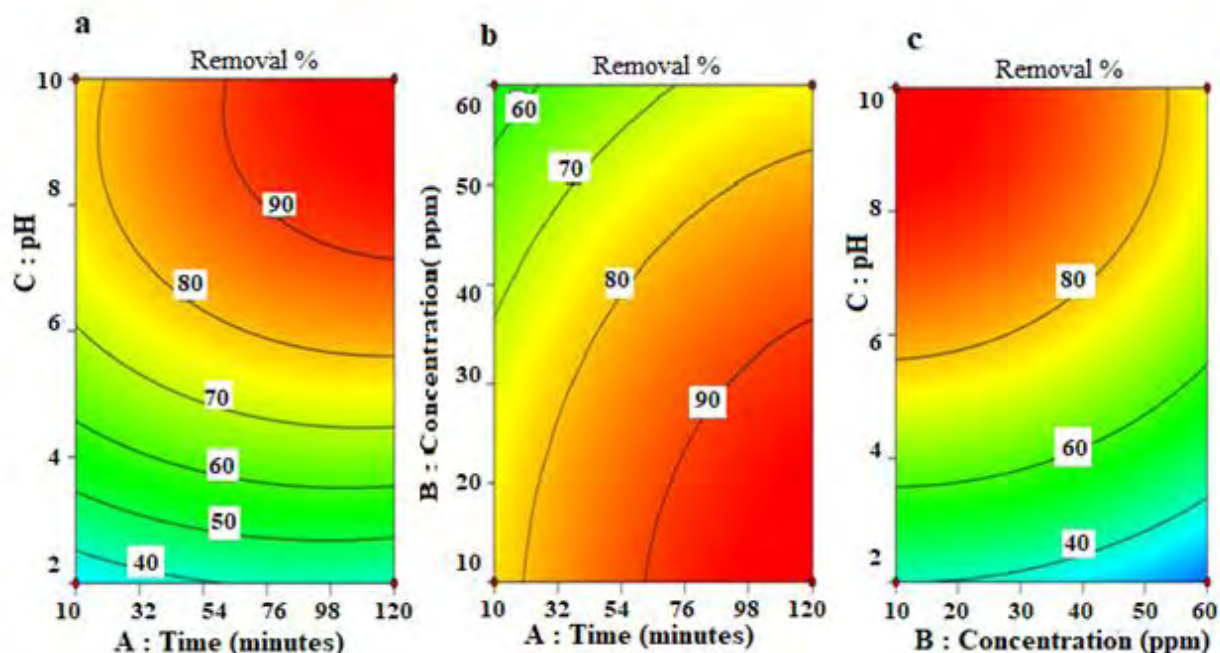 a
Removal %
10
8
6
4
2
C : pH
90
80
70
60
50
40
10 32 54 76 98 120
A : Time (minutes)
b
Removal %
60
50
40
30
20
10
B : Concentration( ppm)
60
70
80
90
10 32 54 76 98 120
A : Time (minutes)
c
Removal %
10
8
6
4
2
C : pH
80
60
40
10 20 30 40 50 60
B : Concentration (ppm)